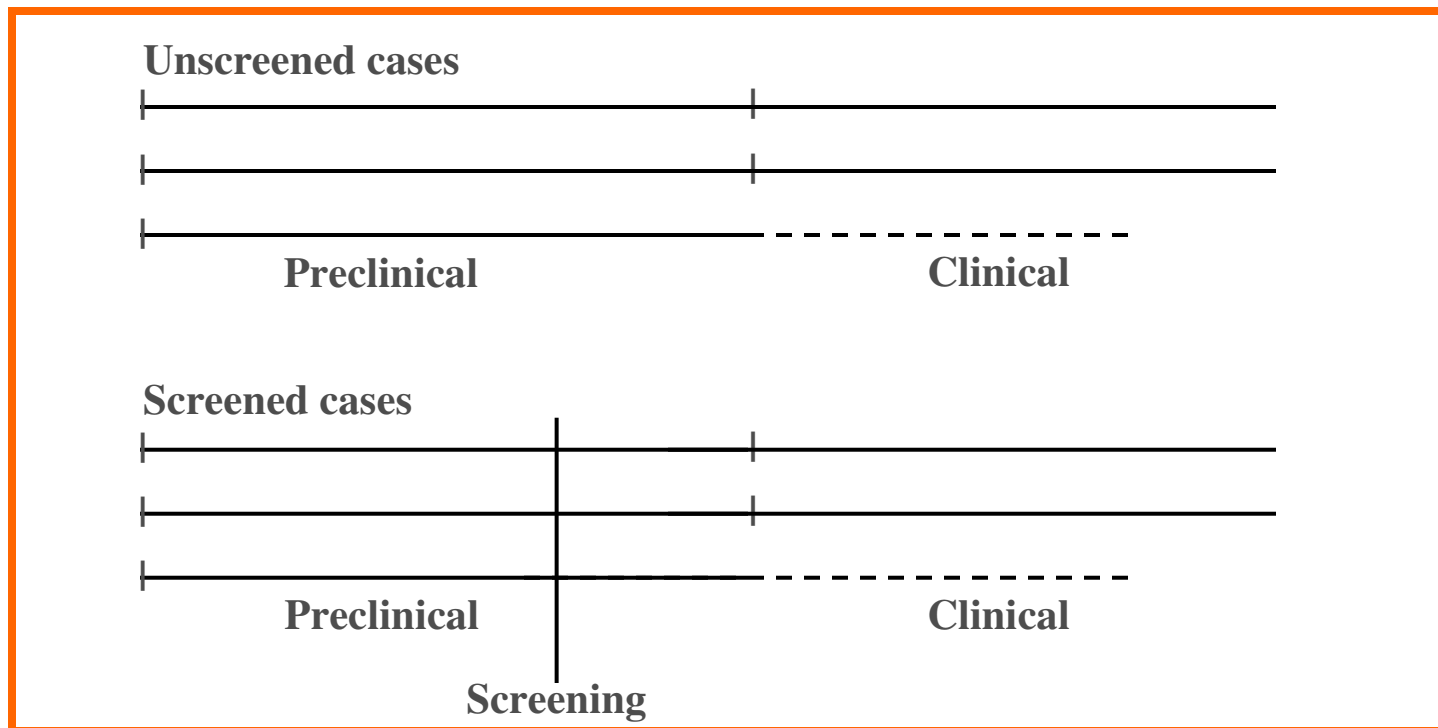 Unscreened cases
Preclinical Clinical
Screened cases
Preclinical Clinical
Screening